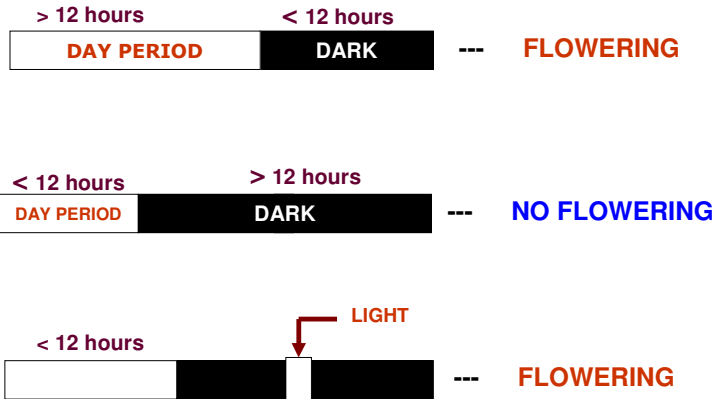 > 12 hours < 12 hours
DAY PERIOD DARK --- FLOWERING
< 12 hours > 12 hours
DAY PERIOD DARK --- NO FLOWERING
LIGHT
< 12 hours
--- FLOWERING